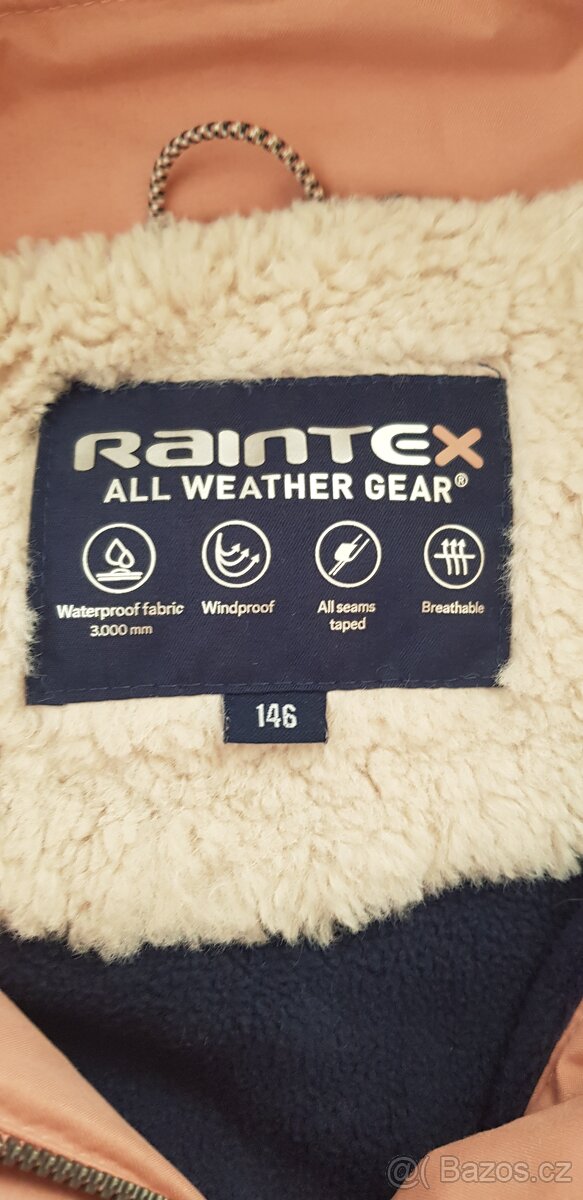 RAINTEX
ALL WEATHER GEAR®
Waterproof fabric
3.000 mm
Windproof
All seams
taped
Breathable
146
@( Bazos.cz